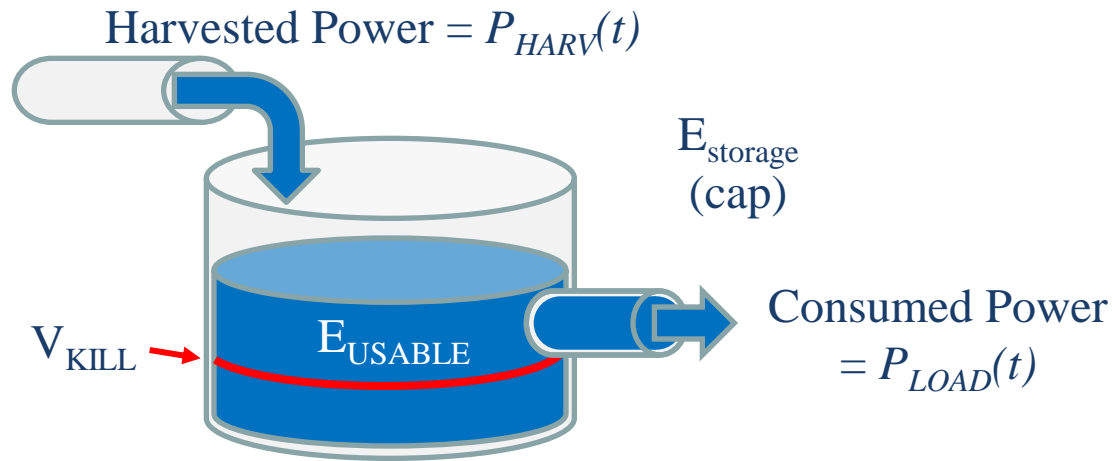 Harvested Power = P_HARV(t)
E_storage
(cap)
V_KILL
E_USABLE
Consumed Power
= P_LOAD(t)